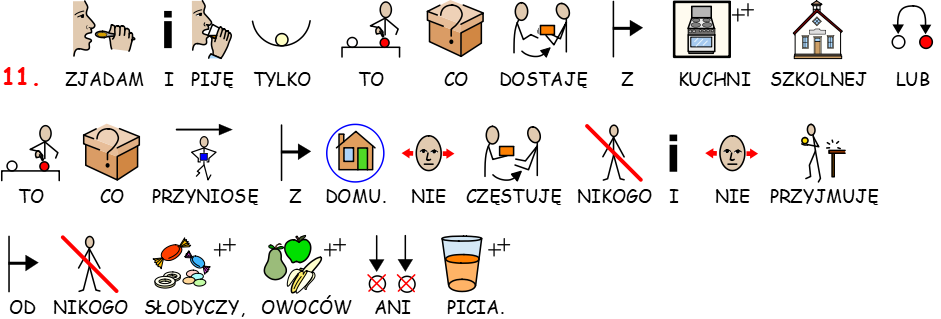 11. ZJADAM I PIJĘ TYLKO TO CO DOSTAJĘ Z KUCHNI SZKOLNEJ LUB
TO CO PRZYNIOSĘ Z DOMU. NIE CZĘSTUJĘ NIKOGO I NIE PRZYJMUJĘ
OD NIKOGO SŁODYCZY, OWOCÓW ANI PICIA.